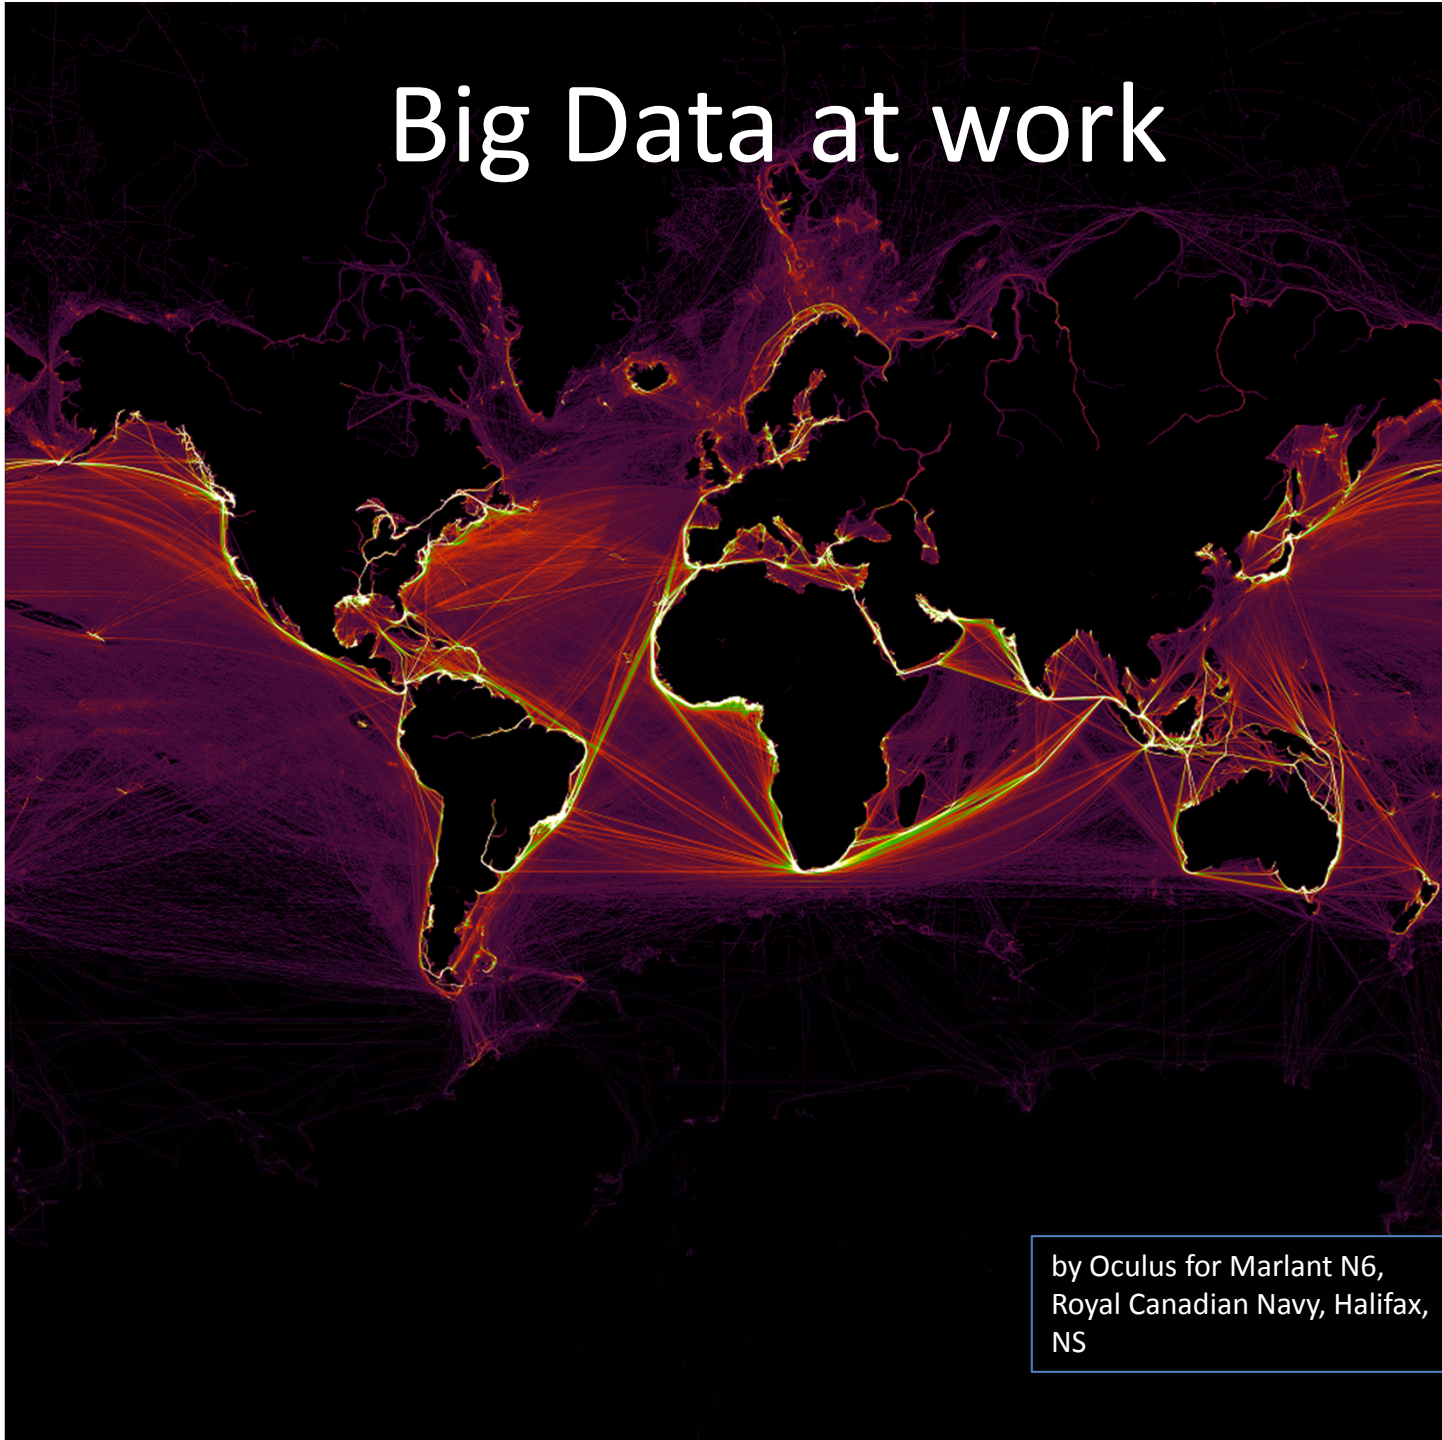 Big Data at work
by Oculus for Marlant N6,
Royal Canadian Navy, Halifax,
NS